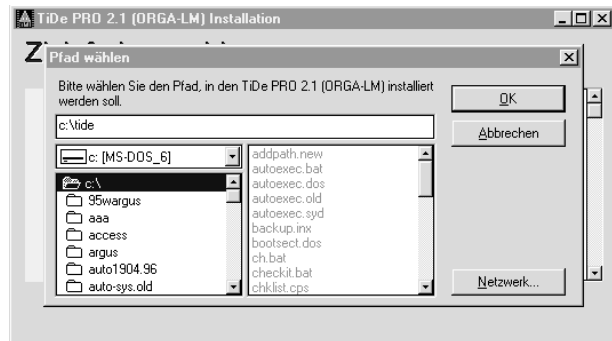 TiDe PRO 2.1 (ORGA-LM) Installation
Pfad wählen
Bitte wählen Sie den Pfad, in den TiDe PRO 2.1 (ORGA-LM) installiert
werden soll.
OK
c:\tide
Abbrechen
c: [MS-DOS_6]
c:\
95wargus
aaa
access
argus
auto1904.96
auto-sys.old
addpath.new
autoexec.bat
autoexec.dos
autoexec.old
autoexec.syd
backup.inx
bootsect.dos
ch.bat
checkit.bat
chklist.cps
Netzwerk...